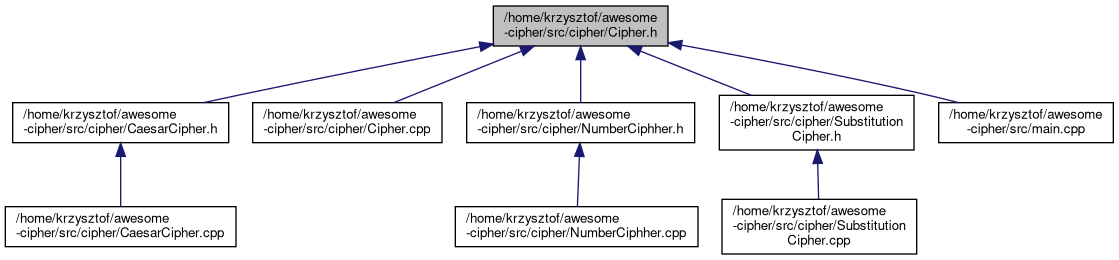 /home/krzysztof/awesome
-cipher/src/cipher/Cipher.h
/home/krzysztof/awesome
-cipher/src/cipher/CaesarCipher.h
/home/krzysztof/awesome
-cipher/src/cipher/Cipher.cpp
/home/krzysztof/awesome
-cipher/src/cipher/NumberCiphher.h
/home/krzysztof/awesome
-cipher/src/cipher/Substitution
Cipher.h
/home/krzysztof/awesome
-cipher/src/main.cpp
/home/krzysztof/awesome
-cipher/src/cipher/CaesarCipher.cpp
/home/krzysztof/awesome
-cipher/src/cipher/NumberCiphher.cpp
/home/krzysztof/awesome
-cipher/src/cipher/Substitution
Cipher.cpp